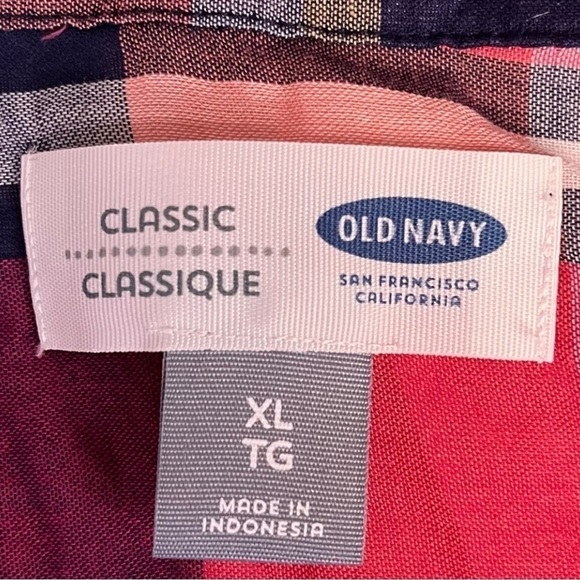 CLASSIC
CLASSIQUE
OLD NAVY
SAN FRANCISCO
CALIFORNIA
XL
TG
MADE IN
INDONESIA